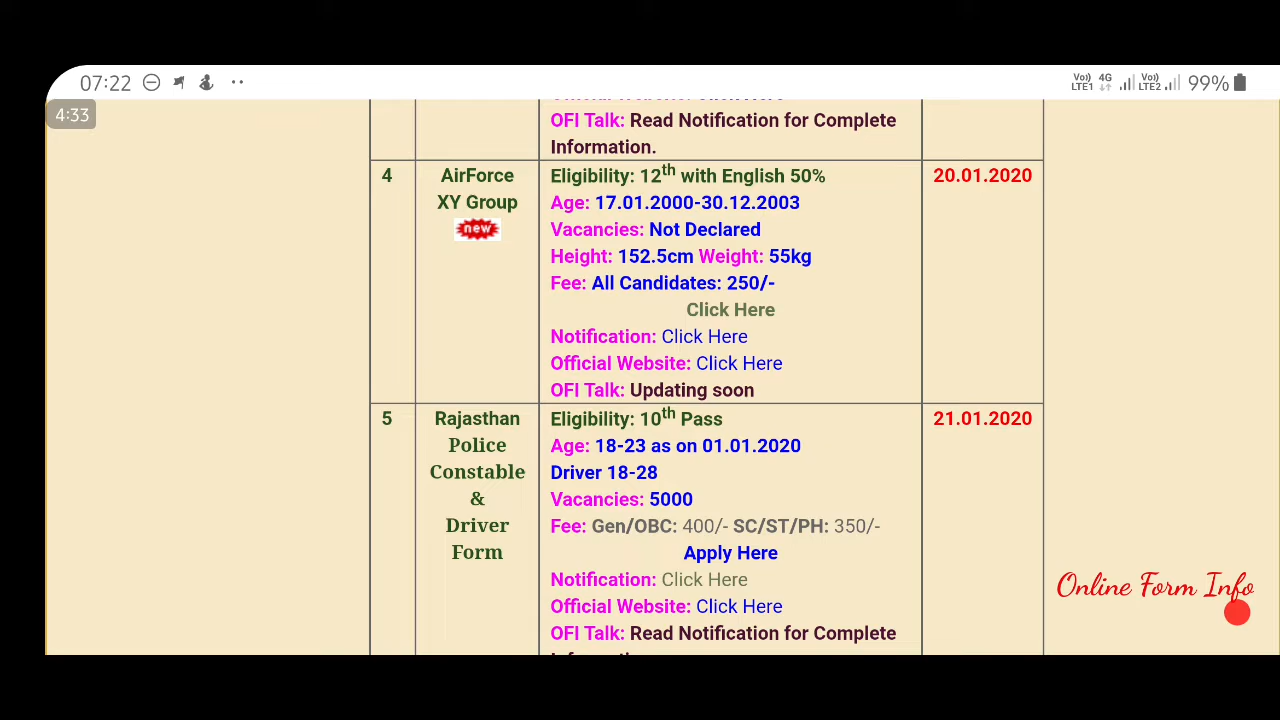 07:22
Vo) LTE1 4G Vo) LTE2 99%
4:33
OFI Talk: Read Notification for Complete
Information.
4 AirForce XY Group new
Eligibility: 12th with English 50%
Age: 17.01.2000-30.12.2003
Vacancies: Not Declared
Height: 152.5cm Weight: 55kg
Fee: All Candidates: 250/-
Click Here
Notification: Click Here
Official Website: Click Here
OFI Talk: Updating soon
20.01.2020
5 Rajasthan
Police
Constable
&
Driver
Form
Eligibility: 10th Pass
Age: 18-23 as on 01.01.2020
Driver 18-28
Vacancies: 5000
Fee: Gen/OBC: 400/- SC/ST/PH: 350/-
Apply Here
Notification: Click Here
Official Website: Click Here
OFI Talk: Read Notification for Complete
21.01.2020
Online Form Info